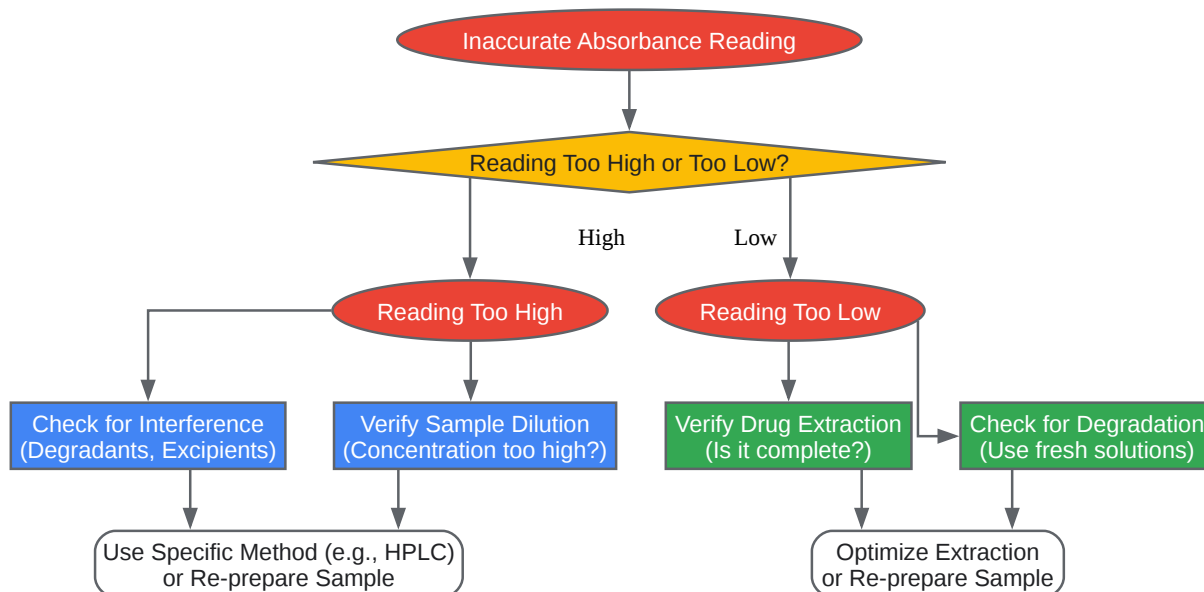 Inaccurate Absorbance Reading
Reading Too High or Too Low?
High
Low
Reading Too High
Reading Too Low
Check for Interference
(Degradants, Excipients)
Verify Sample Dilution
(Concentration too high?)
Verify Drug Extraction
(Is it complete?)
Check for Degradation
(Use fresh solutions)
Use Specific Method (e.g., HPLC)
or Re-prepare Sample
Optimize Extraction
or Re-prepare Sample